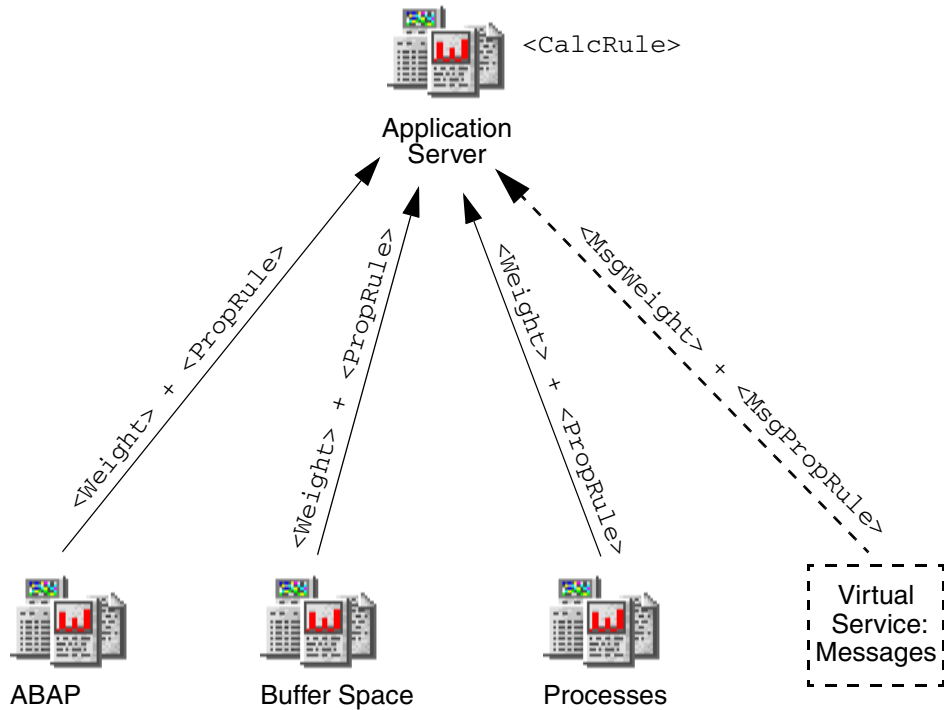 <CalcRule>
Application
Server
<Weight> + <PropRule>
<Weight> + <PropRule>
<Weight> + <PropRule>
<MsgWeight> + <MsgPropRule>
ABAP
Buffer Space
Processes
Virtual
Service:
Messages